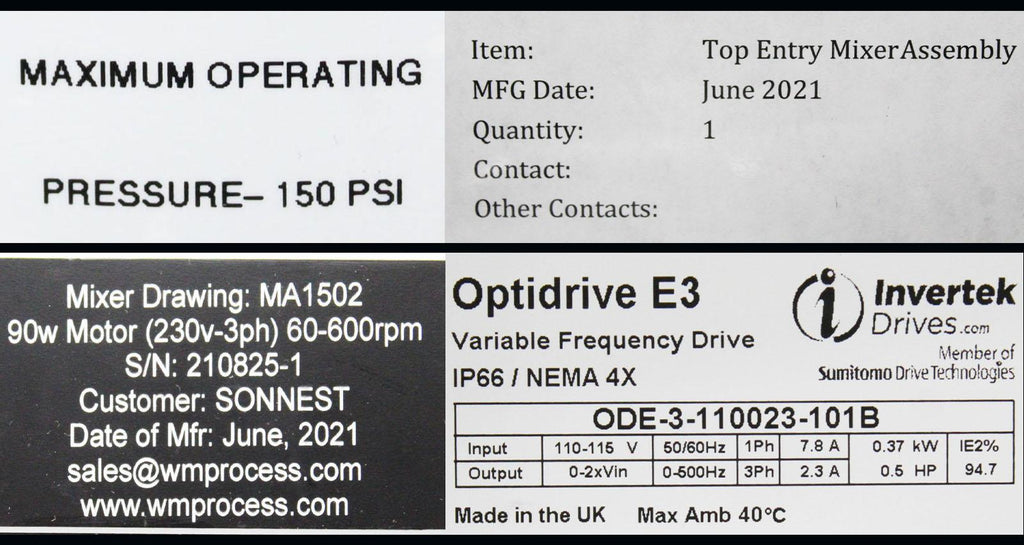 MAXIMUM OPERATING
PRESSURE– 150 PSI
Item: Top Entry Mixer Assembly
MFG Date: June 2021
Quantity: 1
Contact:
Other Contacts:
Mixer Drawing: MA1502
90w Motor (230v-3ph) 60-600rpm
S/N: 210825-1
Customer: SONNEST
Date of Mfr: June, 2021
sales@wmprocess.com
www.wmprocess.com
Optidrive E3
Variable Frequency Drive
IP66 / NEMA 4X
i Invertek
Drives.com
Member of
Sumitomo Drive Technologies
ODE-3-110023-101B
Input 110-115 V 50/60Hz 1Ph 7.8 A 0.37 kW IE2%
Output 0-2xVin 0-500Hz 3Ph 2.3 A 0.5 HP 94.7
Made in the UK Max Amb 40°C